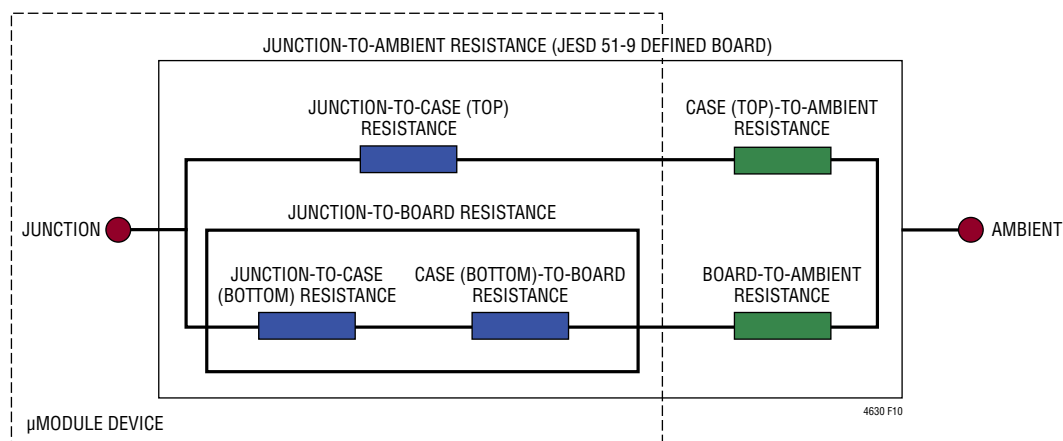 JUNCTION-TO-AMBIENT RESISTANCE (JESD 51-9 DEFINED BOARD)
JUNCTION-TO-CASE (TOP)
RESISTANCE
CASE (TOP)-TO-AMBIENT
RESISTANCE
JUNCTION-TO-BOARD RESISTANCE
JUNCTION
AMBIENT
JUNCTION-TO-CASE
(BOTTOM) RESISTANCE
CASE (BOTTOM)-TO-BOARD
RESISTANCE
BOARD-TO-AMBIENT
RESISTANCE
4630 F10
µMODULE DEVICE